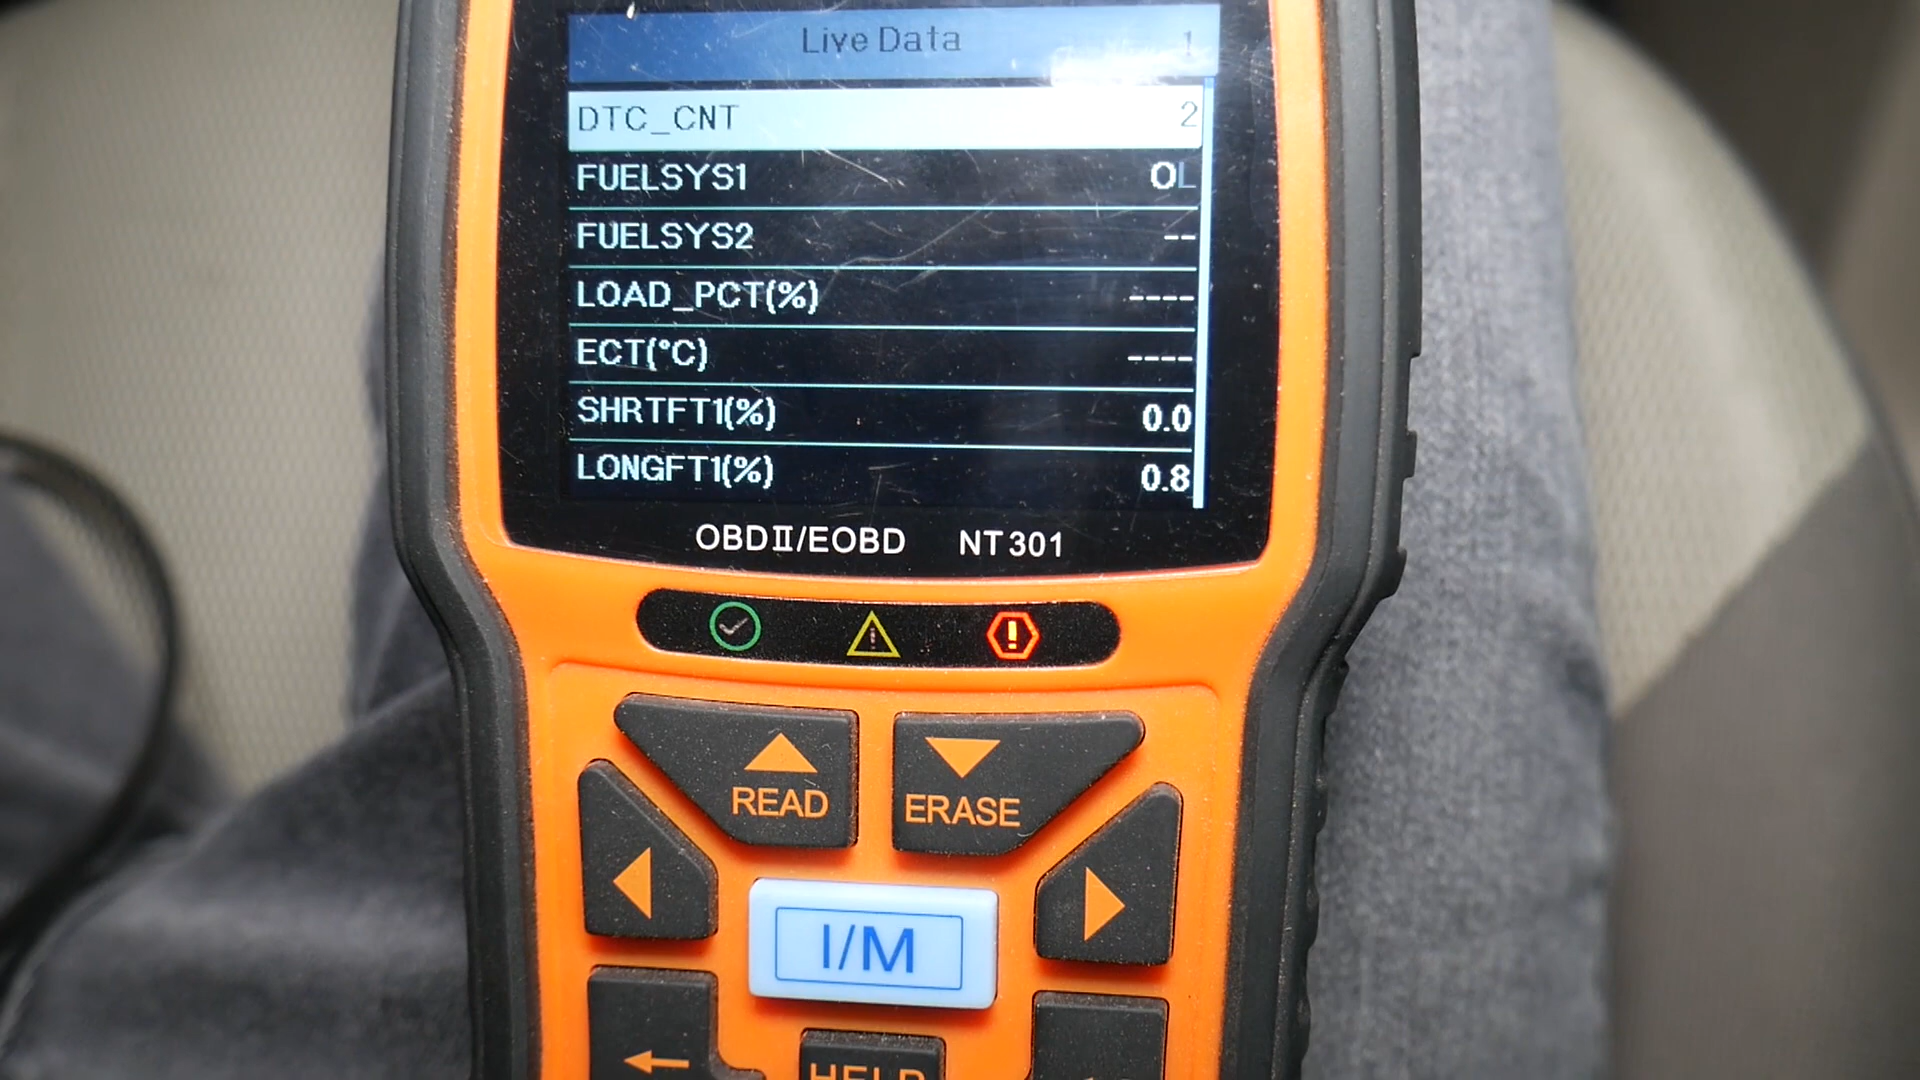 Live Data 1
DTC_CNT 2
FUELSYS1 OL
FUELSYS2 --
LOAD_PCT(%) ----
ECT(°C) ----
SHRTFT1(%) 0.0
LONGFT1(%) 0.8
OBDII/EOBD NT301
READ
ERASE
I/M
HELP